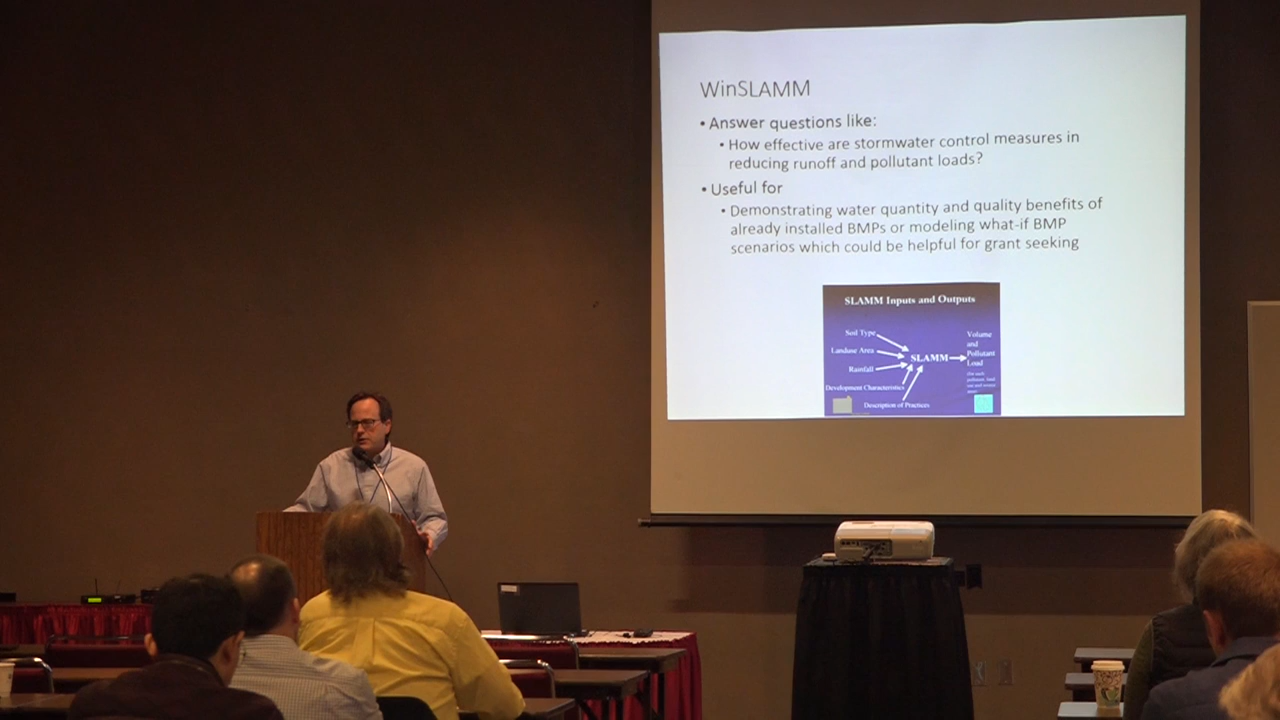 WinSLAMM
• Answer questions like:
• How effective are stormwater control measures in
reducing runoff and pollutant loads?
• Useful for
• Demonstrating water quantity and quality benefits of
already installed BMPs or modeling what-if BMP
scenarios which could be helpful for grant seeking
SLAMM Inputs and Outputs
Soil Type
Landuse Area
Rainfall
Development Characteristics
Description of Practices
SLAMM
Volume
and
Pollutant
Load